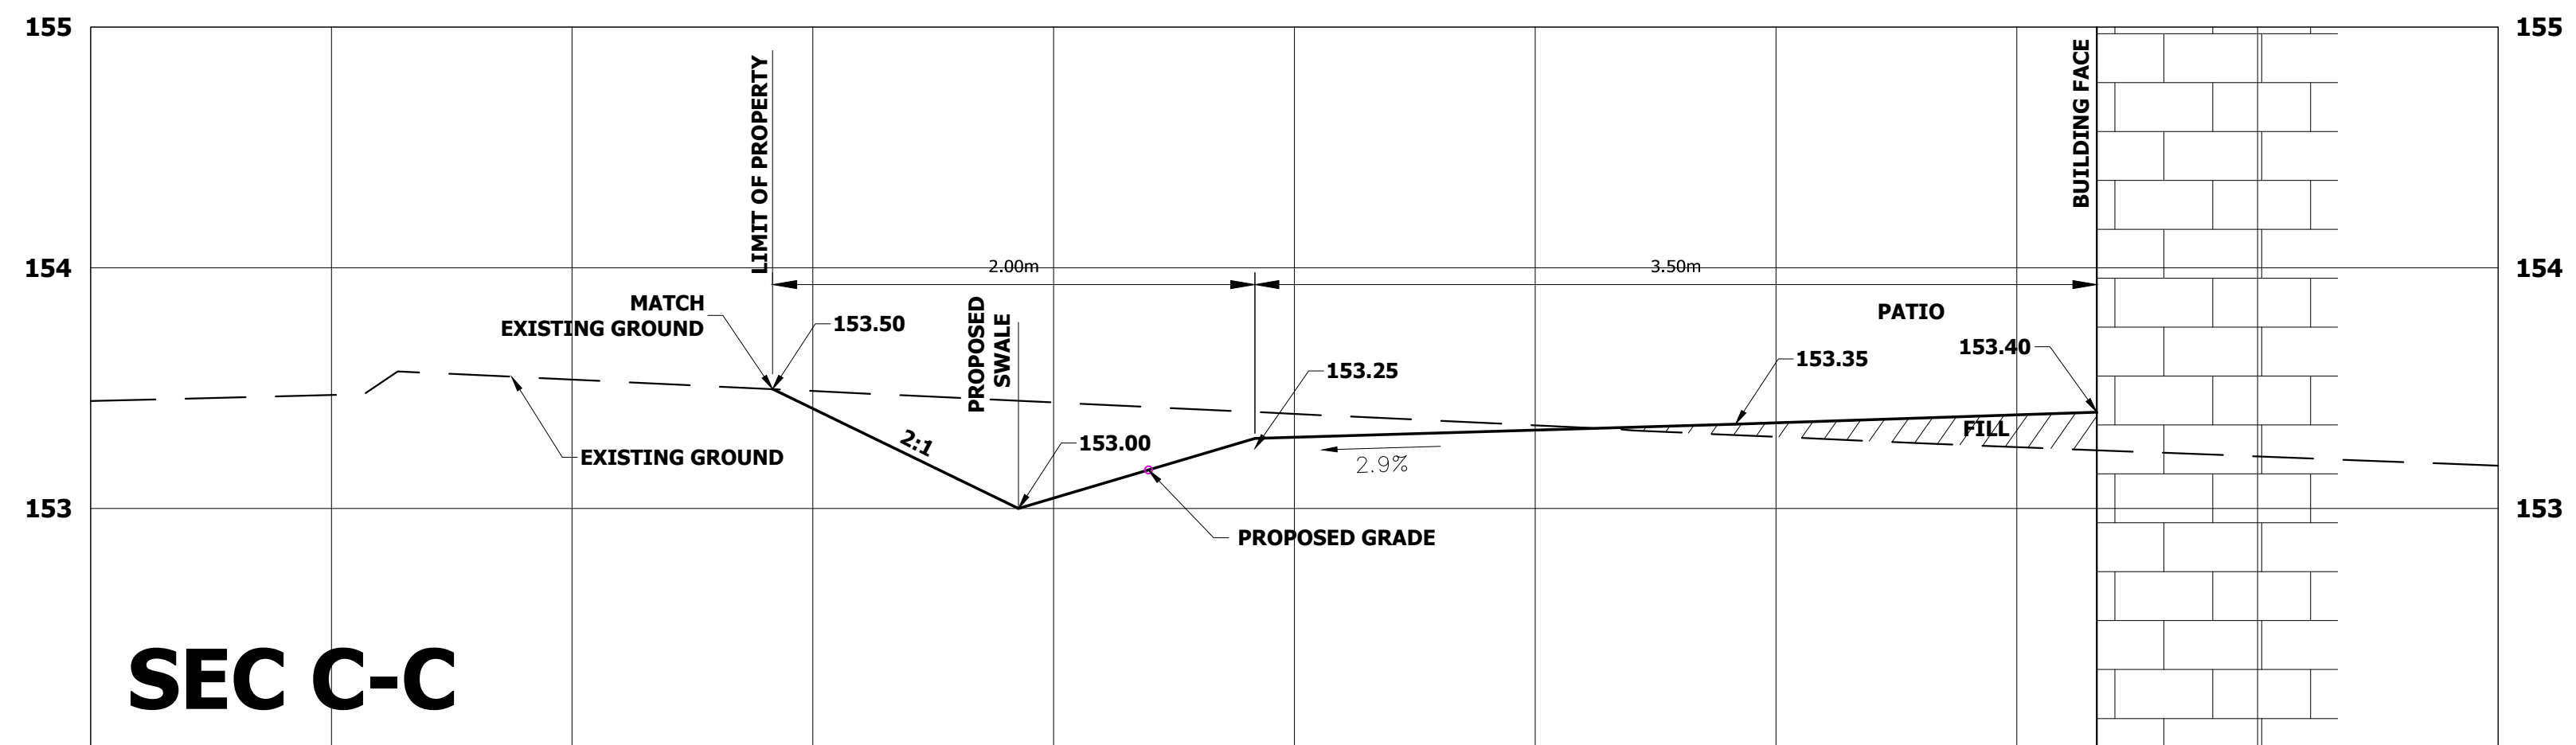 155
155
LIMIT OF PROPERTY
BUILDING FACE
154
2.00m
3.50m
154
MATCH
EXISTING GROUND
153.50
PROPOSED
SWALE
PATIO
153.25
153.35
153.40
2:1
153.00
FILL
EXISTING GROUND
2.9%
153
153
PROPOSED GRADE
SEC C-C